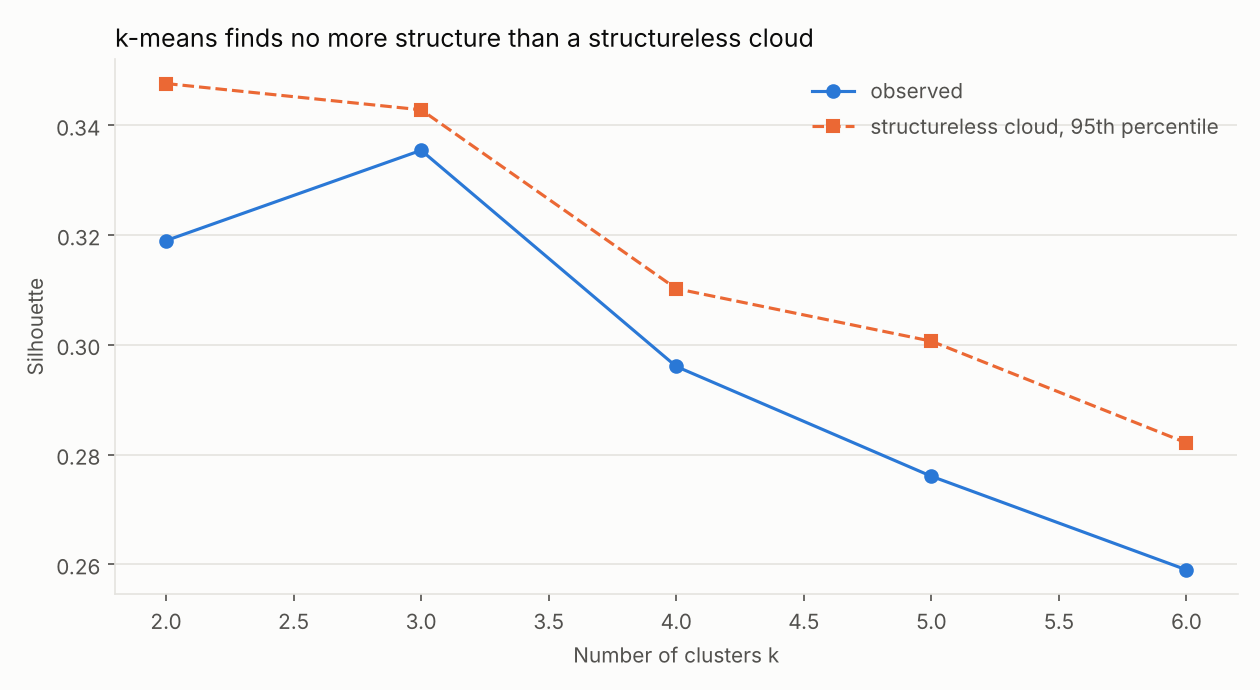 k-means finds no more structure than a structureless cloud
observed
structureless cloud, 95th percentile
0.34
0.32
0.30
0.28
0.26
Silhouette
2.0 2.5 3.0 3.5 4.0 4.5 5.0 5.5 6.0
Number of clusters k